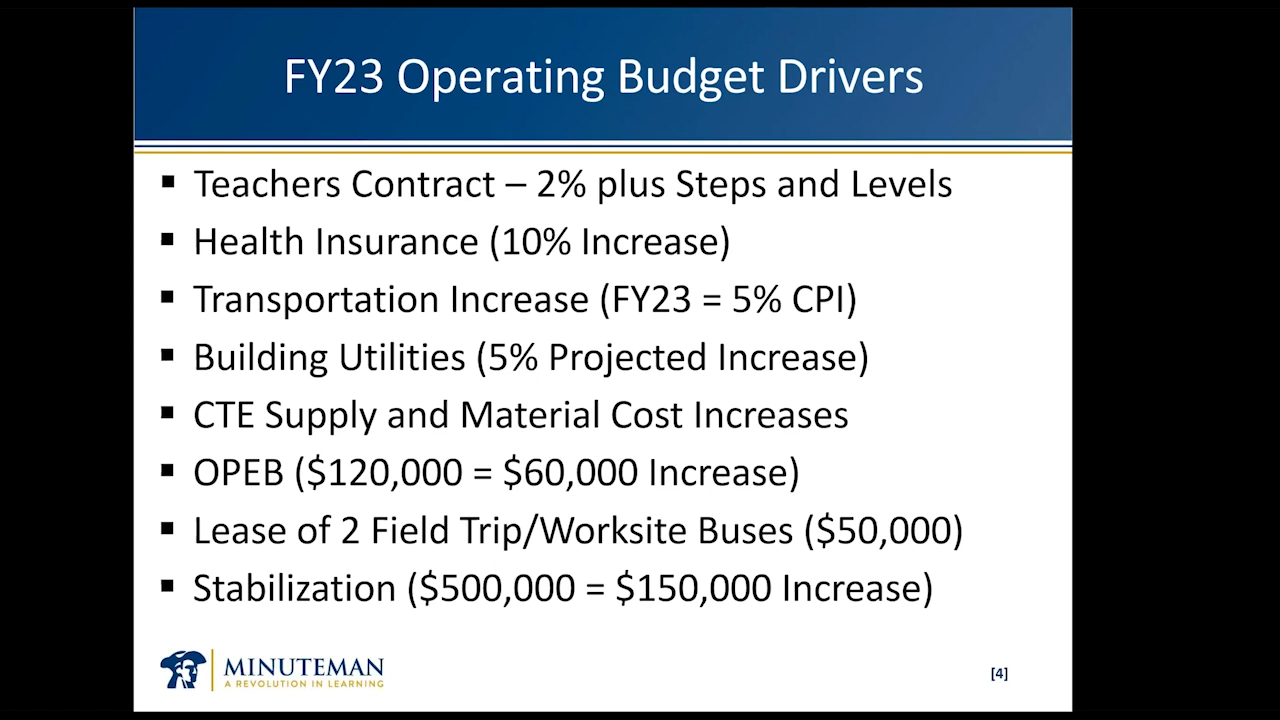 FY23 Operating Budget Drivers
▪ Teachers Contract – 2% plus Steps and Levels
▪ Health Insurance (10% Increase)
▪ Transportation Increase (FY23 = 5% CPI)
▪ Building Utilities (5% Projected Increase)
▪ CTE Supply and Material Cost Increases
▪ OPEB ($120,000 = $60,000 Increase)
▪ Lease of 2 Field Trip/Worksite Buses ($50,000)
▪ Stabilization ($500,000 = $150,000 Increase)
MINUTEMAN
A REVOLUTION IN LEARNING
[4]